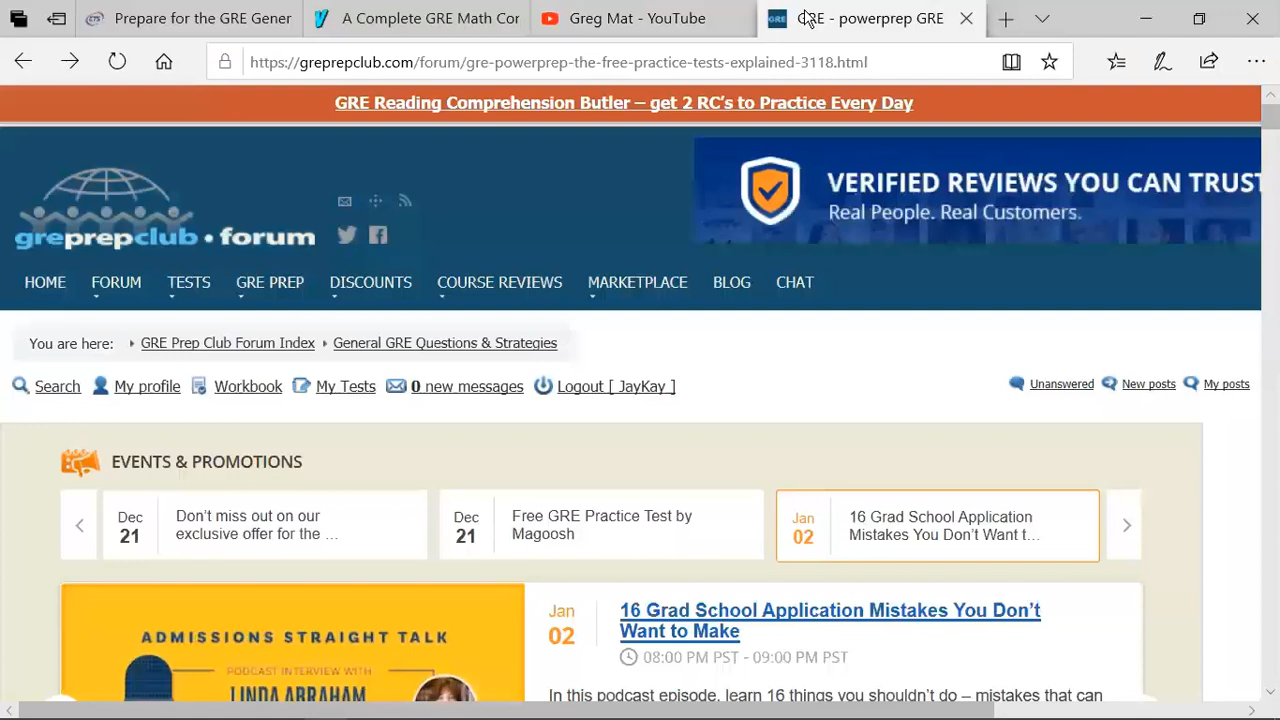 Prepare for the GRE Gener
A Complete GRE Math Cor
Greg Mat - YouTube
GRE - powerprep GRE
https://greprepclub.com/forum/gre-powerprep-the-free-practice-tests-explained-3118.html
GRE Reading Comprehension Butler – get 2 RC's to Practice Every Day
greprepclub • forum
VERIFIED REVIEWS YOU CAN TRUST
Real People. Real Customers.
HOME FORUM TESTS GRE PREP DISCOUNTS COURSE REVIEWS MARKETPLACE BLOG CHAT
You are here: GRE Prep Club Forum Index General GRE Questions & Strategies
Search My profile Workbook My Tests 0 new messages Logout [ JayKay ] Unanswered New posts My posts
EVENTS & PROMOTIONS
Dec 21
Don't miss out on our
exclusive offer for the ...
Dec 21
Free GRE Practice Test by
Magoosh
Jan 02
16 Grad School Application
Mistakes You Don't Want t...
ADMISSIONS STRAIGHT TALK
PODCAST INTERVIEW WITH
LINDA ABRAHAM
Jan 02
16 Grad School Application Mistakes You Don't
Want to Make
08:00 PM PST - 09:00 PM PST
In this podcast episode, learn 16 things you shouldn't do – mistakes that can